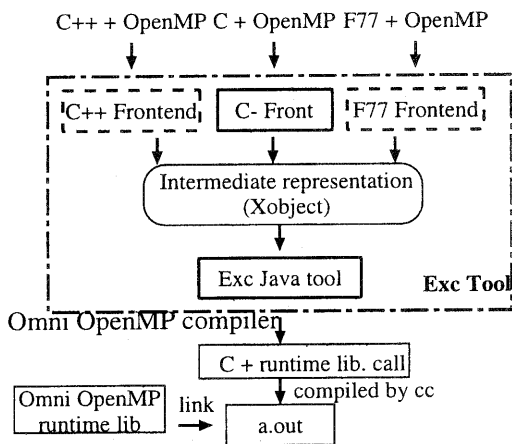 C++ + OpenMP C + OpenMP F77 + OpenMP
C++ Frontend
C- Front
F77 Frontend
Intermediate representation
(Xobject)
Exc Java tool
Exc Tool
Omni OpenMP compiler
C + runtime lib. call
compiled by cc
Omni OpenMP
runtime lib
link
a.out